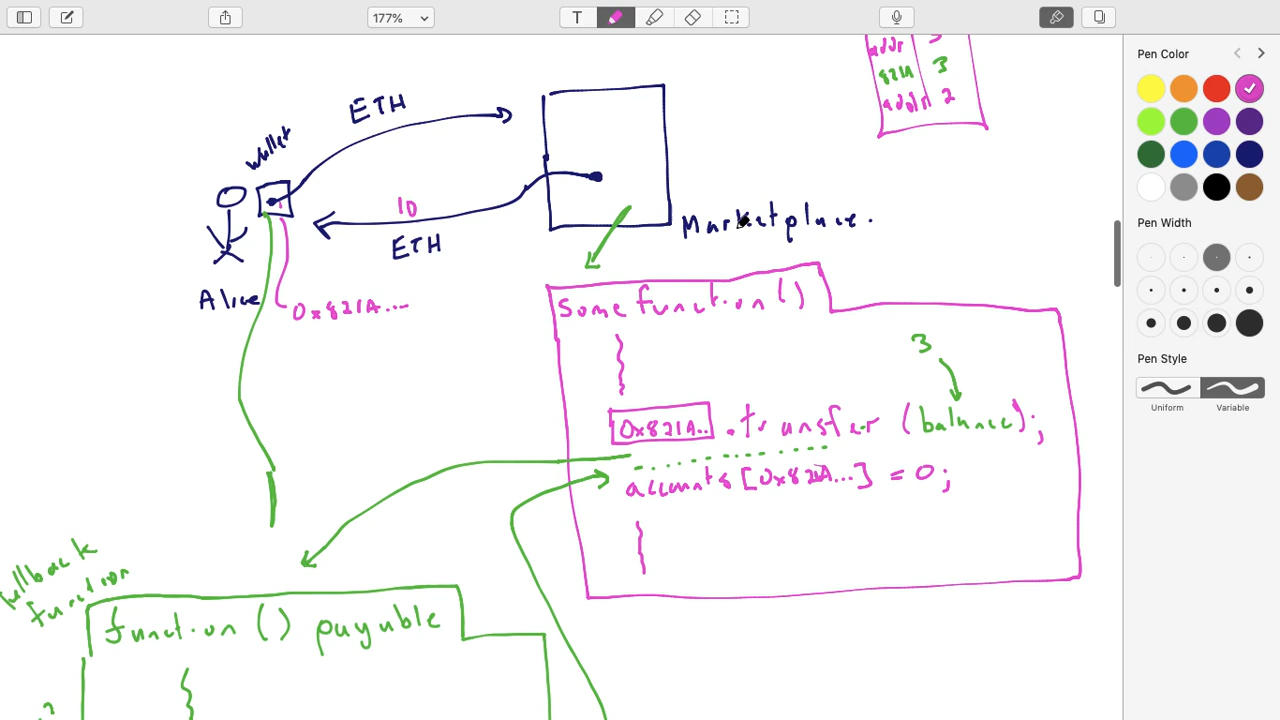 177%
T
Pen Color
Pen Width
Pen Style
Uniform
Variable
addr
821A 3
addr 2
ETH
Wallet
10
ETH
Marketplace.
Alice
0x821A...
Some function ()
3
0x821A.. .transfer (balance);
accounts [0x821A...] = 0;
fallback
function
function () payable